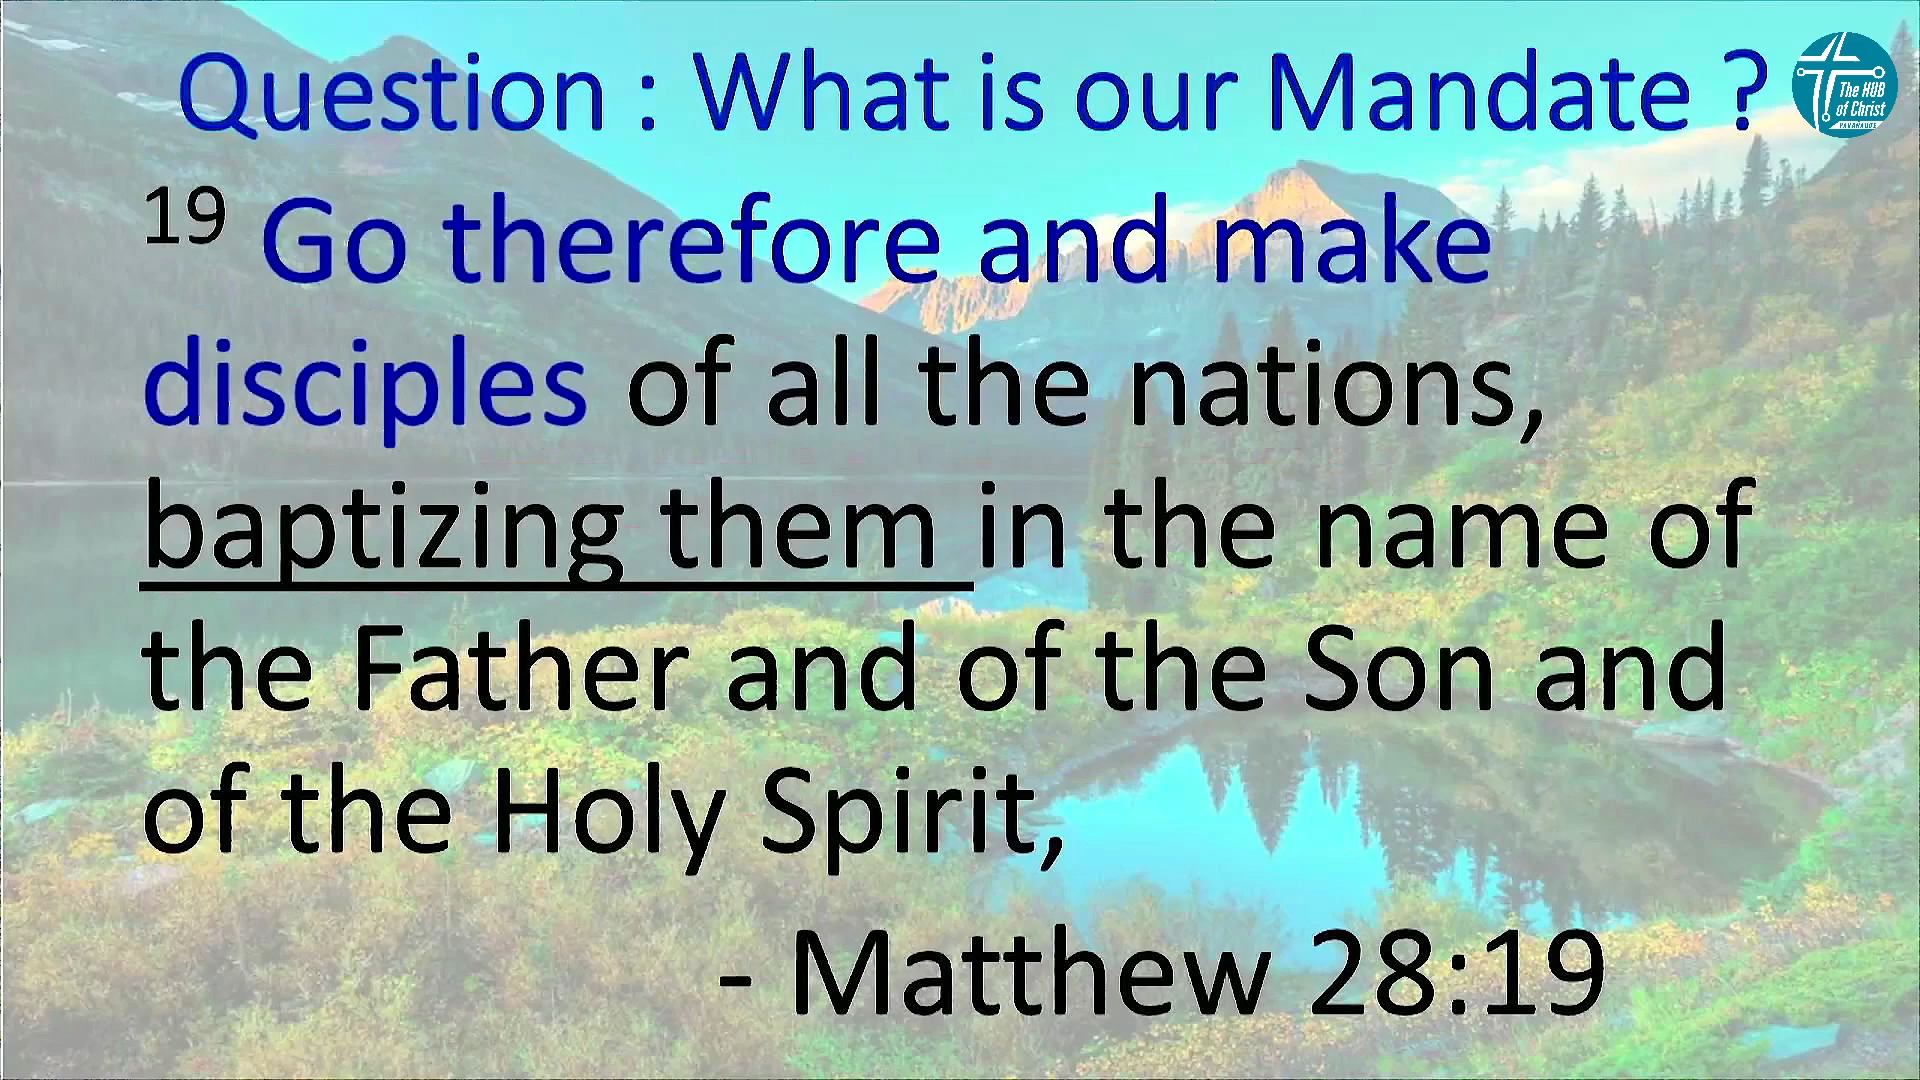 Question : What is our Mandate ?
The HUB
of Christ
PARAÑAQUE
19 Go therefore and make
disciples of all the nations,
baptizing them in the name of
the Father and of the Son and
of the Holy Spirit,
- Matthew 28:19